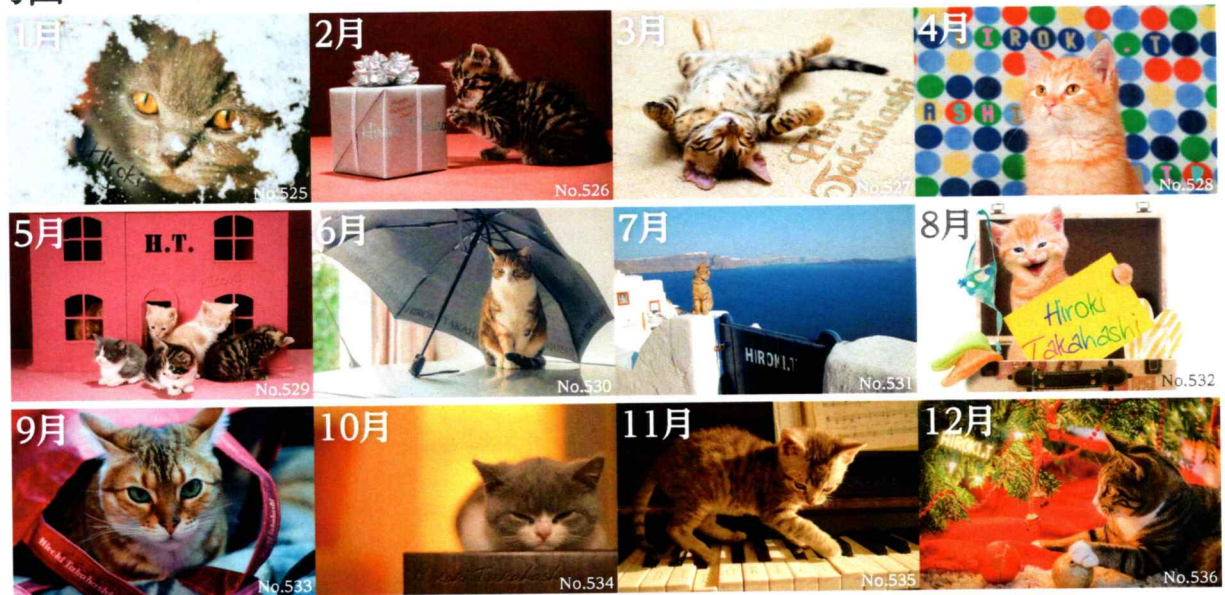 1月
Hiroki
No.525
2月
No.526
3月
Hiroki
Takahashi
No.527
4月
IROKI.T
ASHI
No.528
5月
H.T.
No.529
6月
No.530
7月
HIROKI.T
No.531
8月
Hiroki
Takahashi
No.532
9月
No.533
10月
No.534
11月
No.535
12月
HIROKI.T
No.536